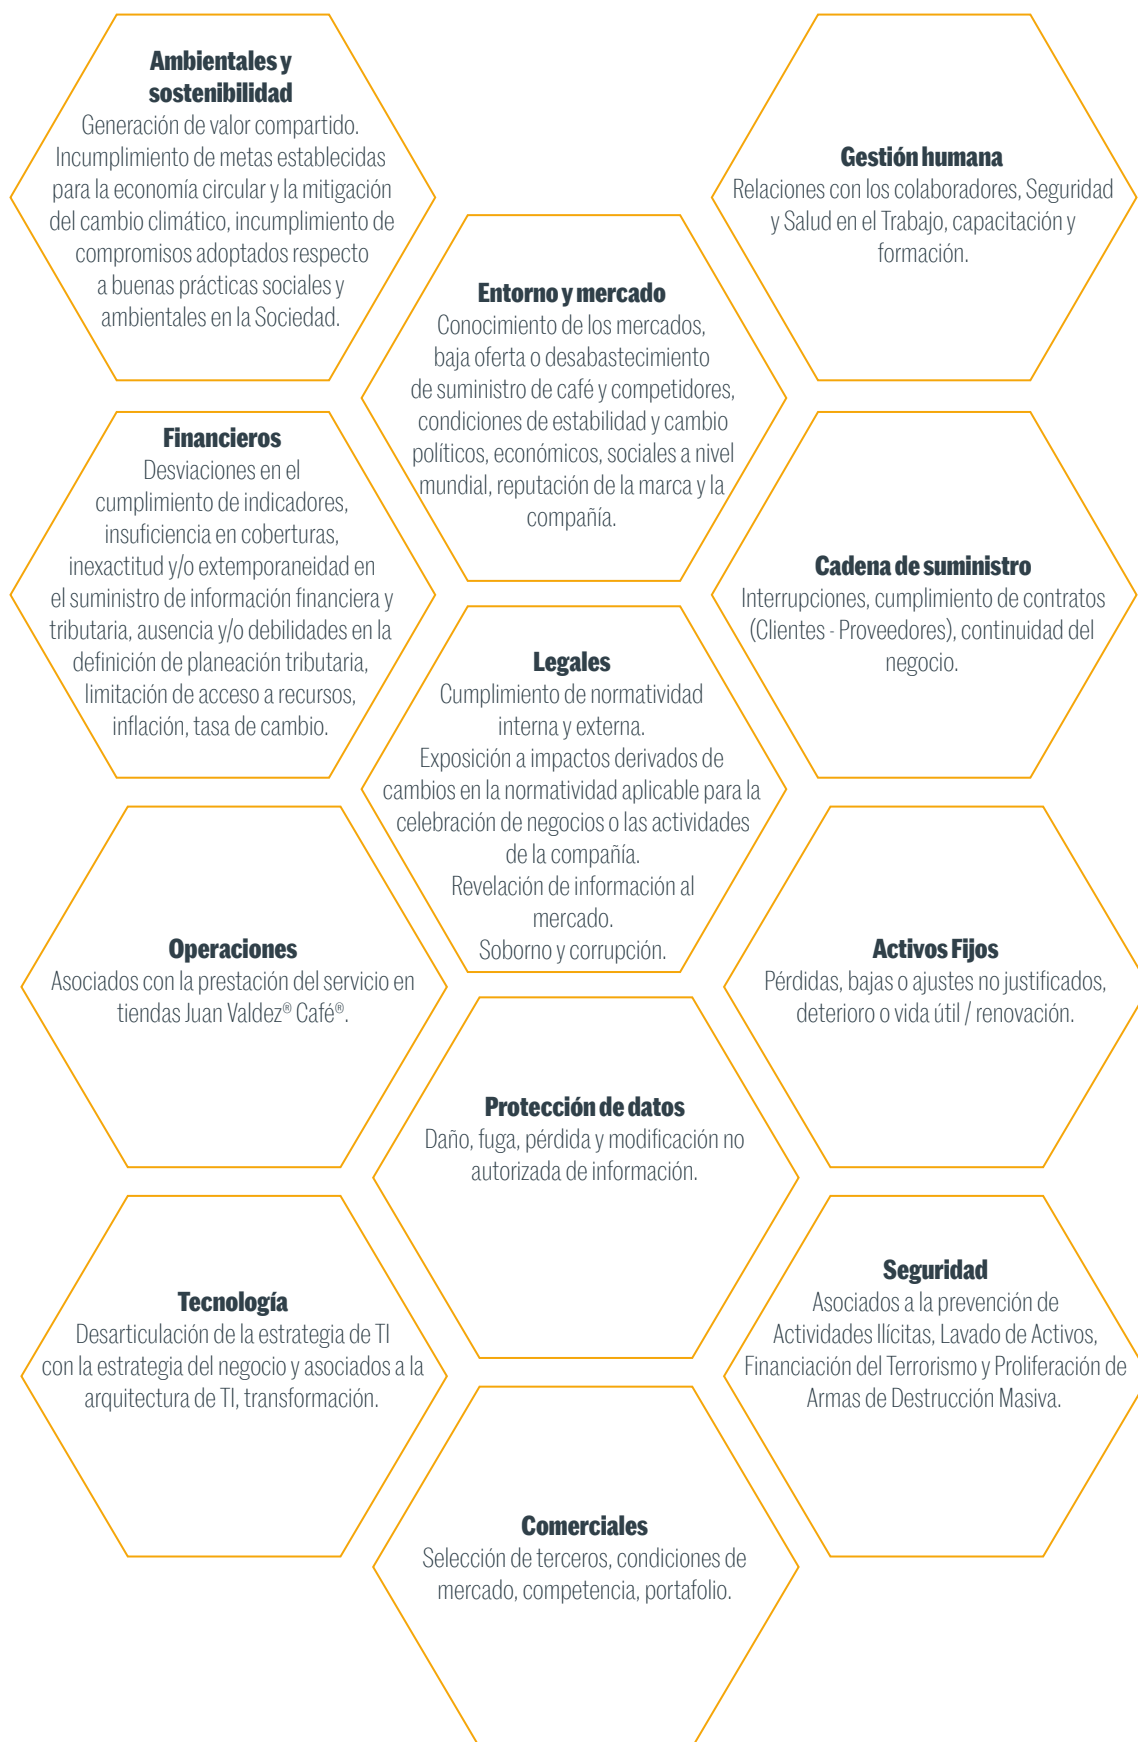 Ambientales y
sostenibilidad
Generación de valor compartido.
Incumplimiento de metas establecidas
para la economía circular y la mitigación
del cambio climático, incumplimiento de
compromisos adoptados respecto
a buenas prácticas sociales y
ambientales en la Sociedad.
Gestión humana
Relaciones con los colaboradores, Seguridad
y Salud en el Trabajo, capacitación y
formación.
Entorno y mercado
Conocimiento de los mercados,
baja oferta o desabastecimiento
de suministro de café y competidores,
condiciones de estabilidad y cambio
políticos, económicos, sociales a nivel
mundial, reputación de la marca y la
compañía.
Financieros
Desviaciones en el
cumplimiento de indicadores,
insuficiencia en coberturas,
inexactitud y/o extemporaneidad en
el suministro de información financiera y
tributaria, ausencia y/o debilidades en la
definición de planeación tributaria,
limitación de acceso a recursos,
inflación, tasa de cambio.
Cadena de suministro
Interrupciones, cumplimiento de contratos
(Clientes - Proveedores), continuidad del
negocio.
Legales
Cumplimiento de normatividad
interna y externa.
Exposición a impactos derivados de
cambios en la normatividad aplicable para la
celebración de negocios o las actividades
de la compañía.
Revelación de información al
mercado.
Soborno y corrupción.
Operaciones
Asociados con la prestación del servicio en
tiendas Juan Valdez® Café®.
Activos Fijos
Pérdidas, bajas o ajustes no justificados,
deterioro o vida útil / renovación.
Protección de datos
Daño, fuga, pérdida y modificación no
autorizada de información.
Tecnología
Desarticulación de la estrategia de TI
con la estrategia del negocio y asociados a la
arquitectura de TI, transformación.
Seguridad
Asociados a la prevención de
Actividades Ilícitas, Lavado de Activos,
Financiación del Terrorismo y Proliferación de
Armas de Destrucción Masiva.
Comerciales
Selección de terceros, condiciones de
mercado, competencia, portafolio.